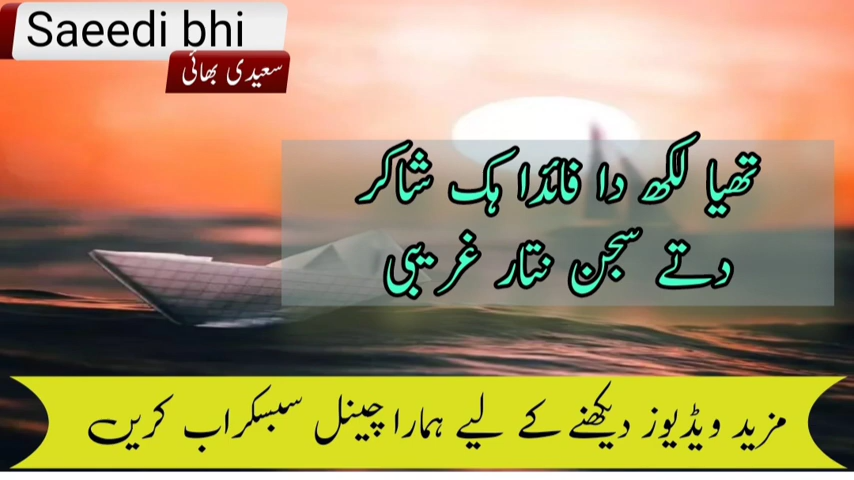 Saeedi bhi
سعیدی بھائی
تھیا لکھ دا فائدا ہک شاکر
دتے سجن نتار غریبی
مزید ویڈیوز دیکھنے کے لیے ہمارا چینل سبسکراب کریں